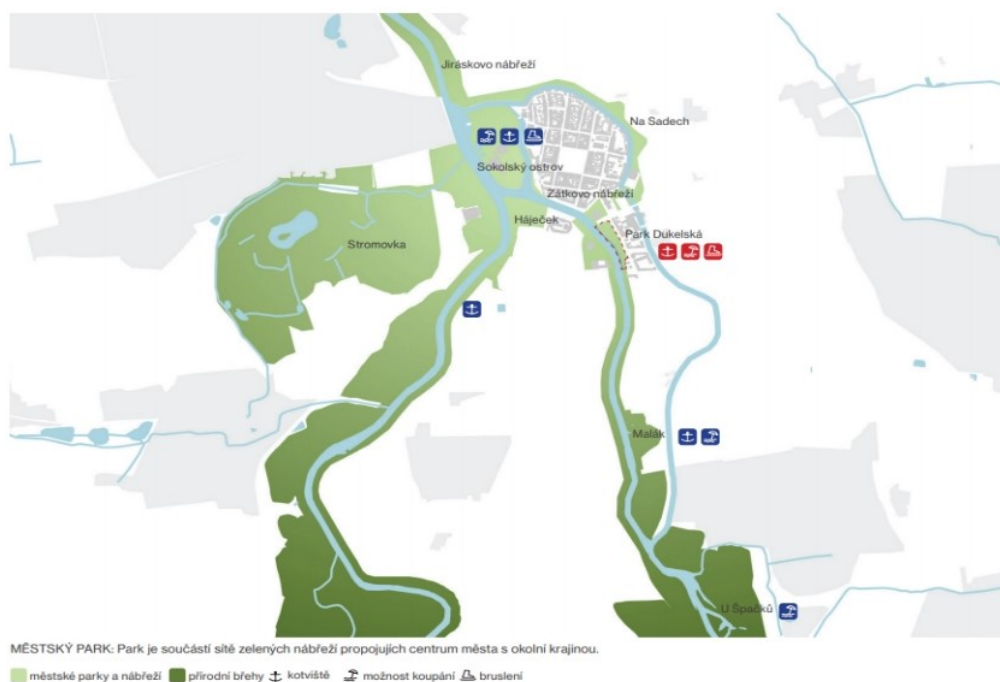 Jiráskovo nábřeží
Na Sadech
Sokolský ostrov
Zátkovo nábřeží
Háječek
Park Dukelská
Stromovka
Malák
U Špačků
MĚSTSKÝ PARK: Park je součástí sítě zelených nábřeží propojujích centrum města s okolní krajinou.
městské parky a nábřeží přírodní břehy kotviště možnost koupání bruslení